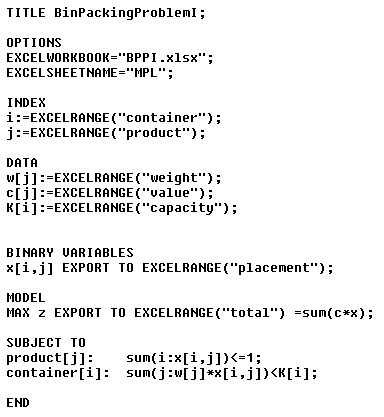 TITLE BinPackingProblemI;
OPTIONS
EXCELWORKBOOK="BPPI.xlsx";
EXCELSHEETNAME="MPL";
INDEX
i:=EXCELRANGE("container");
j:=EXCELRANGE("product");
DATA
w[j]:=EXCELRANGE("weight");
c[j]:=EXCELRANGE("value");
K[i]:=EXCELRANGE("capacity");
BINARY VARIABLES
x[i,j] EXPORT TO EXCELRANGE("placement");
MODEL
MAX z EXPORT TO EXCELRANGE("total") =sum(c*x);
SUBJECT TO
product[j]:    sum(i:x[i,j])<=1;
container[i]:  sum(j:w[j]*x[i,j])<K[i];
END